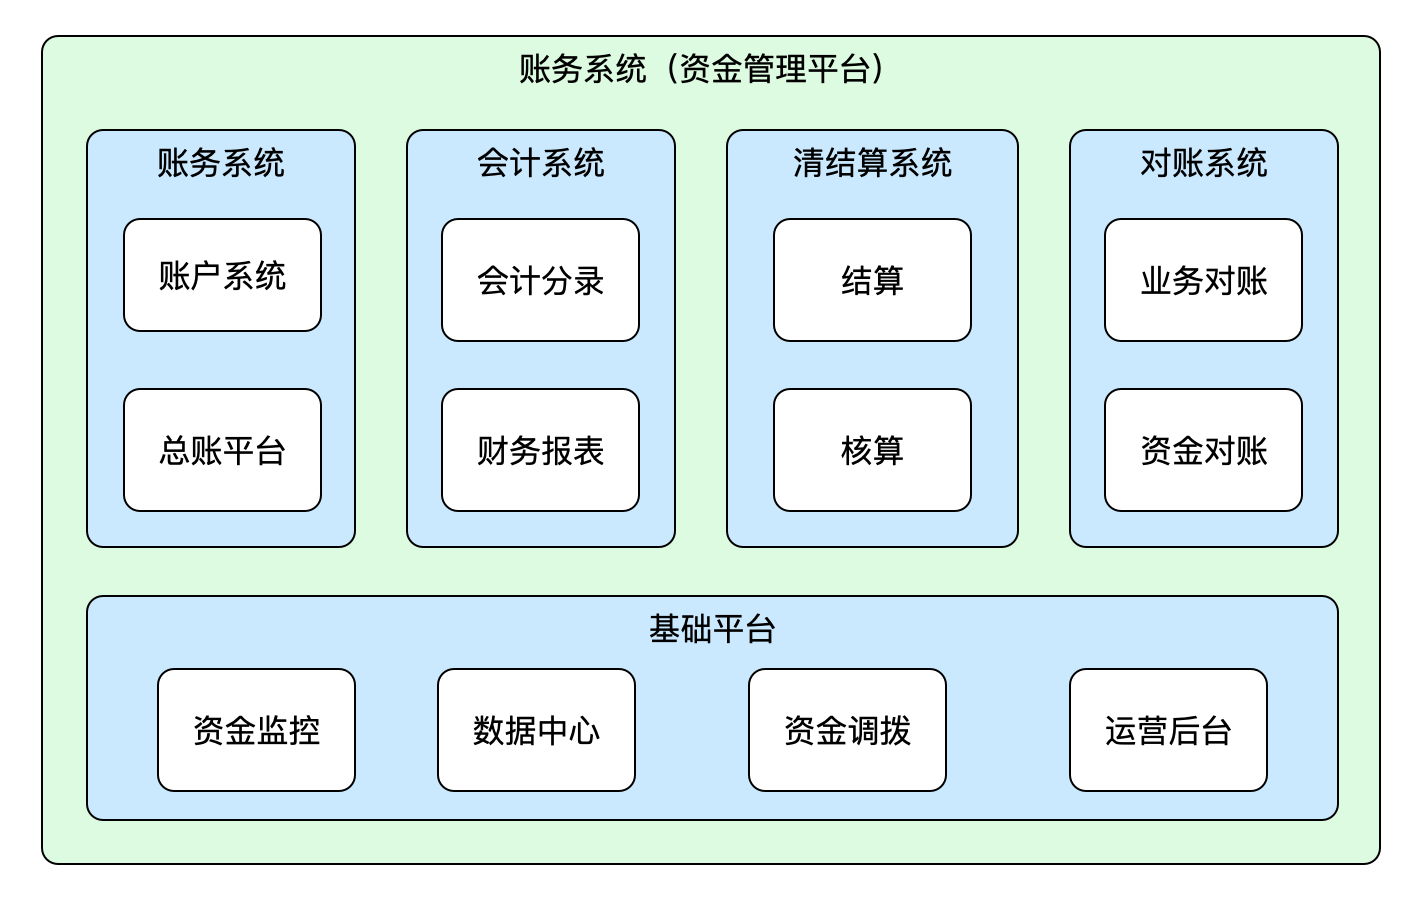 账务系统（资金管理平台）
账务系统
账户系统
总账平台
会计系统
会计分录
财务报表
清结算系统
结算
核算
对账系统
业务对账
资金对账
基础平台
资金监控
数据中心
资金调拨
运营后台